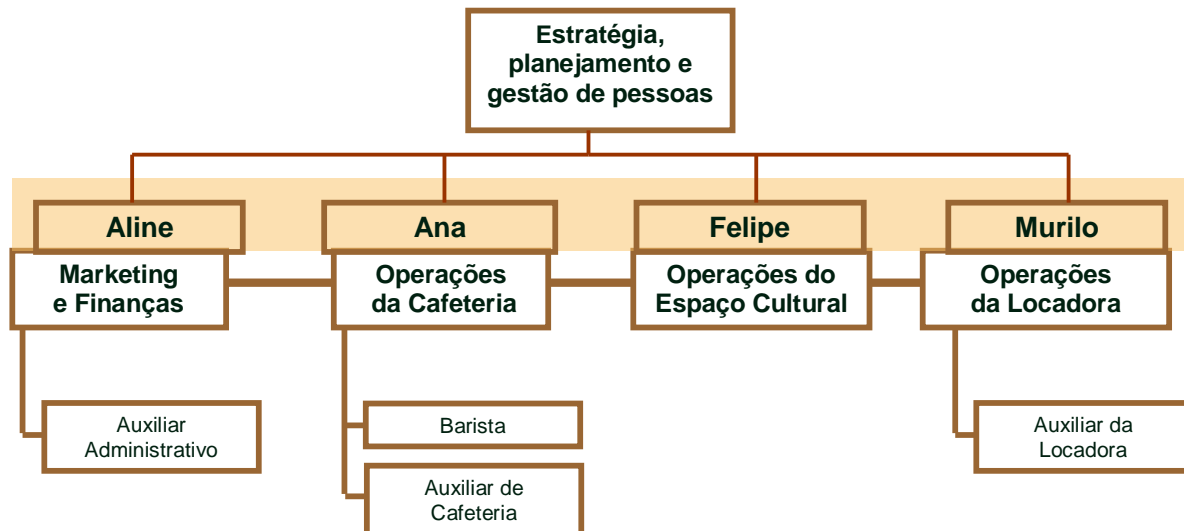 Estratégia,
planejamento e
gestão de pessoas
Aline
Ana
Felipe
Murilo
Marketing
e Finanças
Operações
da Cafeteria
Operações do
Espaço Cultural
Operações
da Locadora
Auxiliar
Administrativo
Barista
Auxiliar de
Cafeteria
Auxiliar da
Locadora